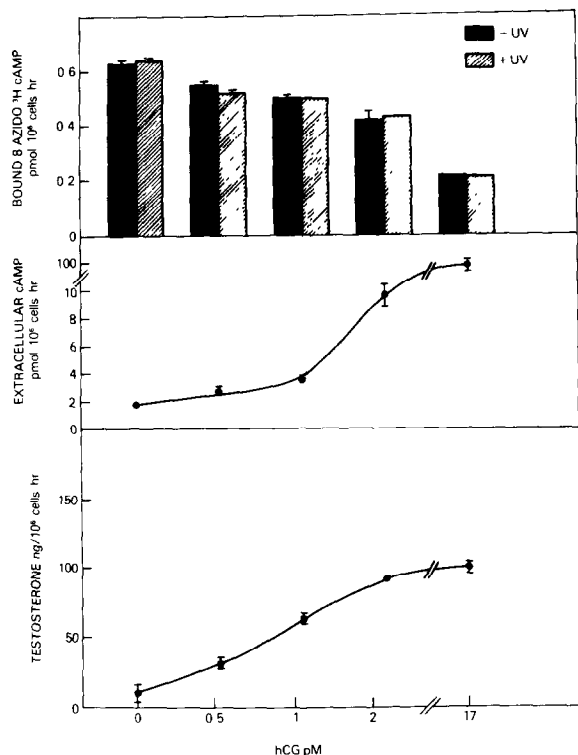 – UV
+ UV
BOUND 8 AZIDO ³H cAMP
pmol 10⁶ cells hr
0 6
0 4
0 2
0
EXTRACELLULAR cAMP
pmol 10⁶ cells hr
100
10
8
6
4
2
0
TESTOSTERONE ng/10⁶ cells hr
150
100
50
0
0
0 5
1
2
17
hCG pM